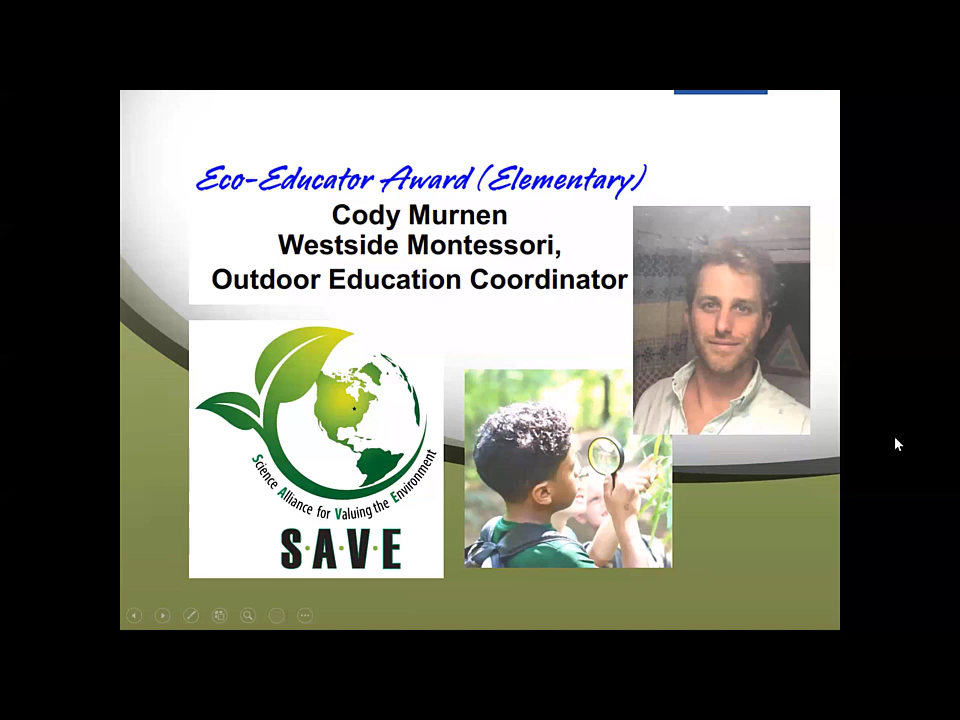 Eco-Educator Award (Elementary)
Cody Murnen
Westside Montessori,
Outdoor Education Coordinator
Science Alliance for Valuing the Environment
S·A·V·E